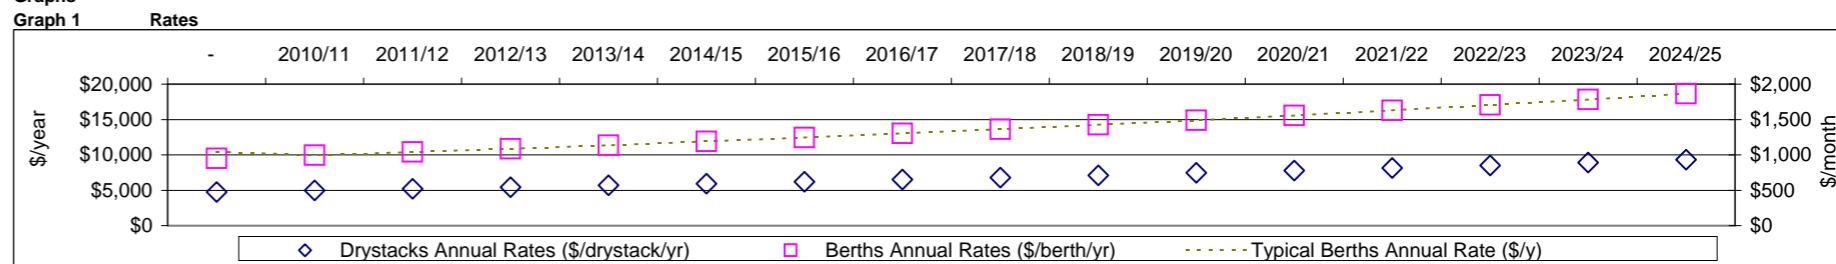 Graphs
Graph 1 Rates
- 2010/11 2011/12 2012/13 2013/14 2014/15 2015/16 2016/17 2017/18 2018/19 2019/20 2020/21 2021/22 2022/23 2023/24 2024/25
$/year
$20,000 $2,000
$15,000 $1,500
$10,000 $1,000
$5,000 $500
$0 $0
$/month
Drystacks Annual Rates ($/drystack/yr) Berths Annual Rates ($/berth/yr) Typical Berths Annual Rate ($/y)